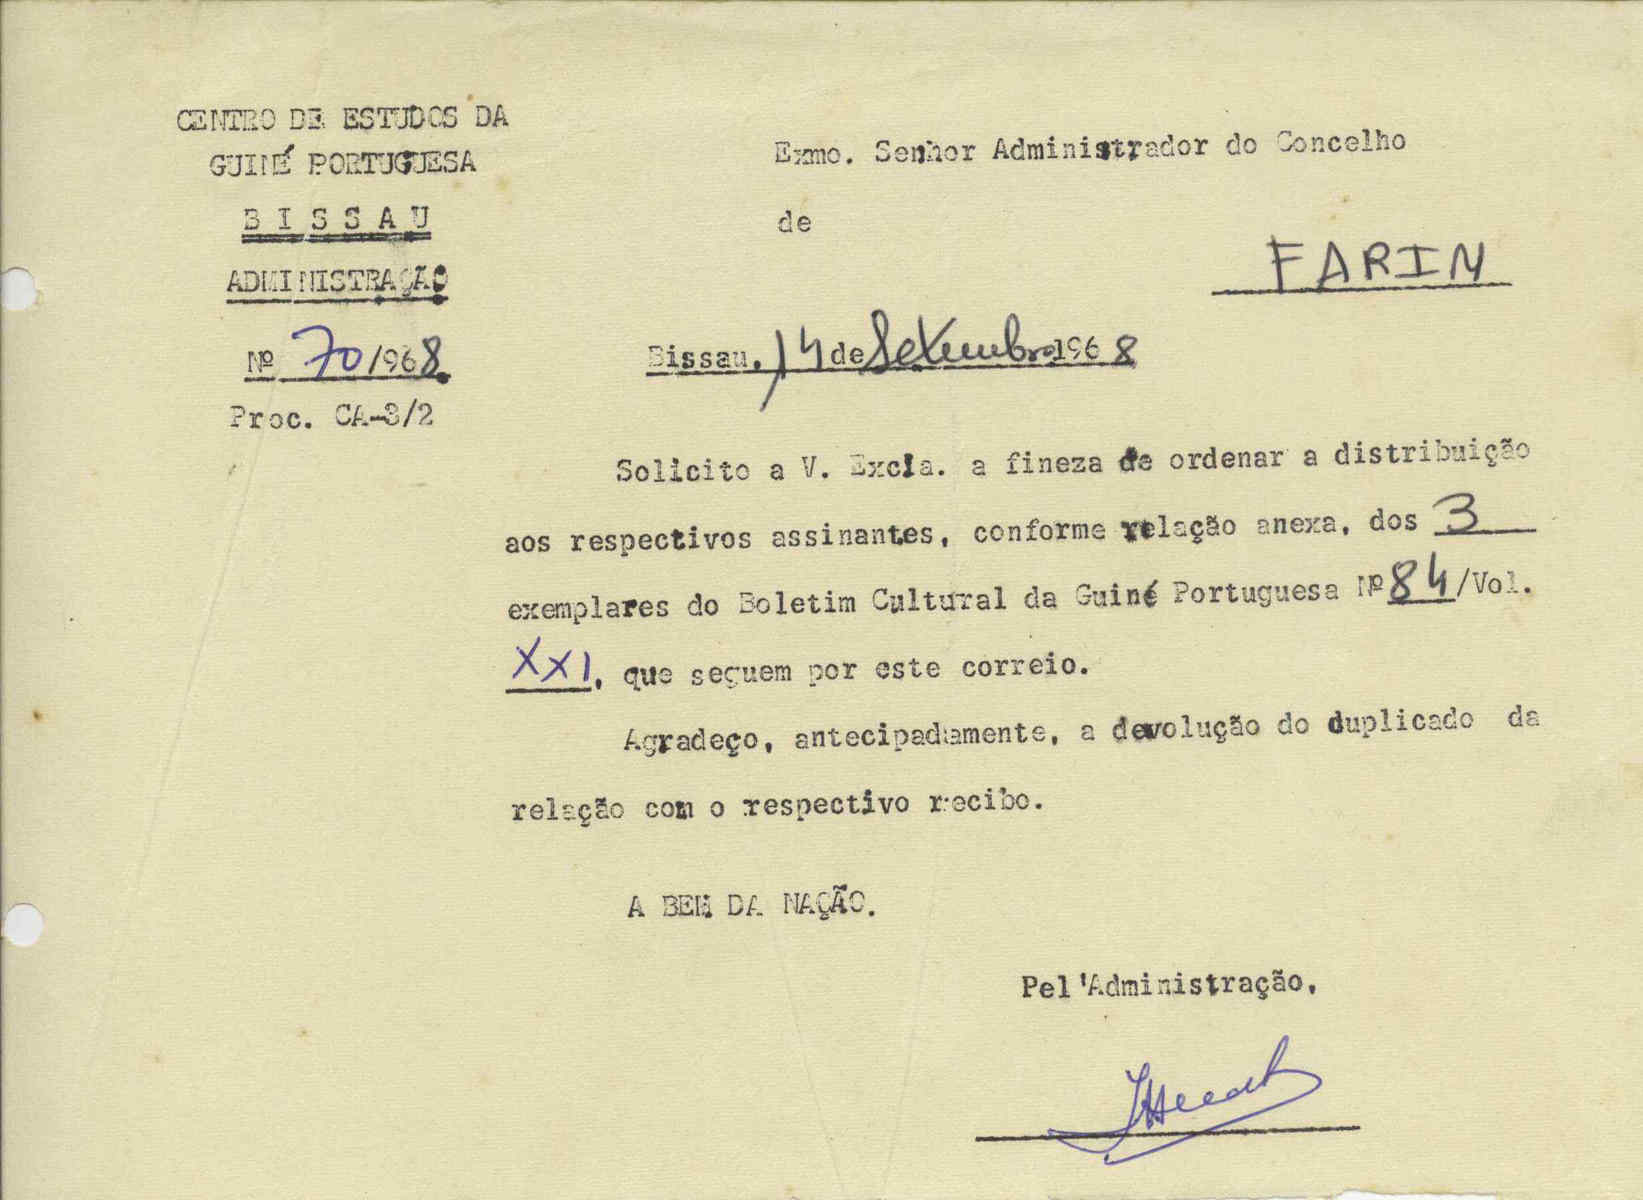 CENTRO DE ESTUDOS DA
GUINÉ PORTUGUESA
B I S S A U
ADMINISTRAÇÃO
Nº 70/968.
Proc. CA-3/2
Exmo. Senhor Administrador do Concelho
de
FARIM
Bissau, 14 de Setembro 1968
Solicito a V. Excia. a fineza de ordenar a distribuição
aos respectivos assinantes, conforme relação anexa, dos 3
exemplares do Boletim Cultural da Guiné Portuguesa Nº 84/Vol.
XXI, que seguem por este correio.
Agradeço, antecipadamente, a devolução do duplicado da
relação com o respectivo recibo.
A BEM DA NAÇÃO.
Pel'Administração,